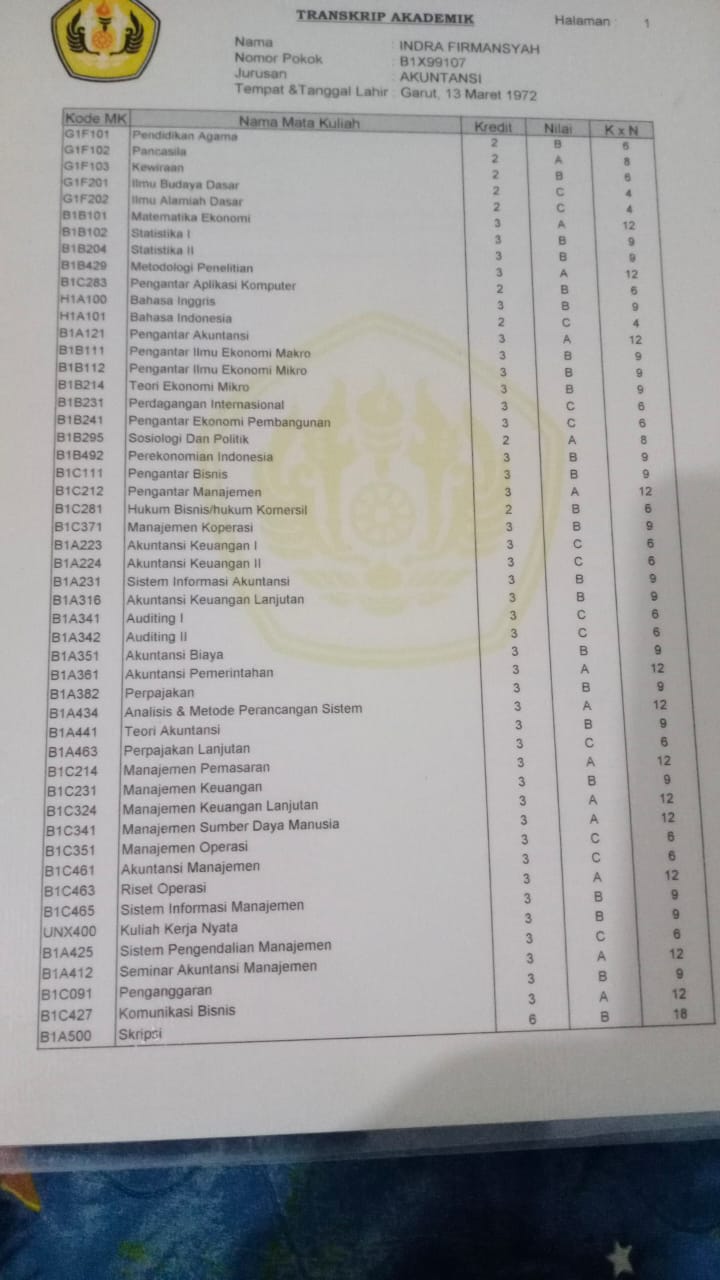 TRANSKRIP AKADEMIK Halaman : 1
Nama : INDRA FIRMANSYAH
Nomor Pokok : B1X99107
Jurusan : AKUNTANSI
Tempat &Tanggal Lahir : Garut, 13 Maret 1972
Kode MK Nama Mata Kuliah Kredit Nilai K x N
G1F101 Pendidikan Agama 2 B 6
G1F102 Pancasila 2 A 8
G1F103 Kewiraan 2 B 6
G1F201 Ilmu Budaya Dasar 2 C 4
G1F202 Ilmu Alamiah Dasar 2 C 4
B1B101 Matematika Ekonomi 3 A 12
B1B102 Statistika I 3 B 9
B1B204 Statistika II 3 B 9
B1B429 Metodologi Penelitian 3 A 12
B1C283 Pengantar Aplikasi Komputer 2 B 6
H1A100 Bahasa Inggris 3 B 9
H1A101 Bahasa Indonesia 2 C 4
B1A121 Pengantar Akuntansi 3 A 12
B1B111 Pengantar Ilmu Ekonomi Makro 3 B 9
B1B112 Pengantar Ilmu Ekonomi Mikro 3 B 9
B1B214 Teori Ekonomi Mikro 3 B 9
B1B231 Perdagangan Internasional 3 C 6
B1B241 Pengantar Ekonomi Pembangunan 3 C 6
B1B295 Sosiologi Dan Politik 2 A 8
B1B492 Perekonomian Indonesia 3 B 9
B1C111 Pengantar Bisnis 3 B 9
B1C212 Pengantar Manajemen 3 A 12
B1C281 Hukum Bisnis/hukum Komersil 2 B 6
B1C371 Manajemen Koperasi 3 B 9
B1A223 Akuntansi Keuangan I 3 C 6
B1A224 Akuntansi Keuangan II 3 C 6
B1A231 Sistem Informasi Akuntansi 3 B 9
B1A316 Akuntansi Keuangan Lanjutan 3 B 9
B1A341 Auditing I 3 C 6
B1A342 Auditing II 3 C 6
B1A351 Akuntansi Biaya 3 B 9
B1A361 Akuntansi Pemerintahan 3 A 12
B1A382 Perpajakan 3 B 9
B1A434 Analisis & Metode Perancangan Sistem 3 A 12
B1A441 Teori Akuntansi 3 B 9
B1A463 Perpajakan Lanjutan 3 C 6
B1C214 Manajemen Pemasaran 3 A 12
B1C231 Manajemen Keuangan 3 B 9
B1C324 Manajemen Keuangan Lanjutan 3 A 12
B1C341 Manajemen Sumber Daya Manusia 3 A 12
B1C351 Manajemen Operasi 3 C 6
B1C461 Akuntansi Manajemen 3 C 6
B1C463 Riset Operasi 3 A 12
B1C465 Sistem Informasi Manajemen 3 B 9
UNX400 Kuliah Kerja Nyata 3 B 9
B1A425 Sistem Pengendalian Manajemen 3 C 6
B1A412 Seminar Akuntansi Manajemen 3 A 12
B1C091 Penganggaran 3 B 9
B1C427 Komunikasi Bisnis 3 A 12
B1A500 Skripsi 6 B 18